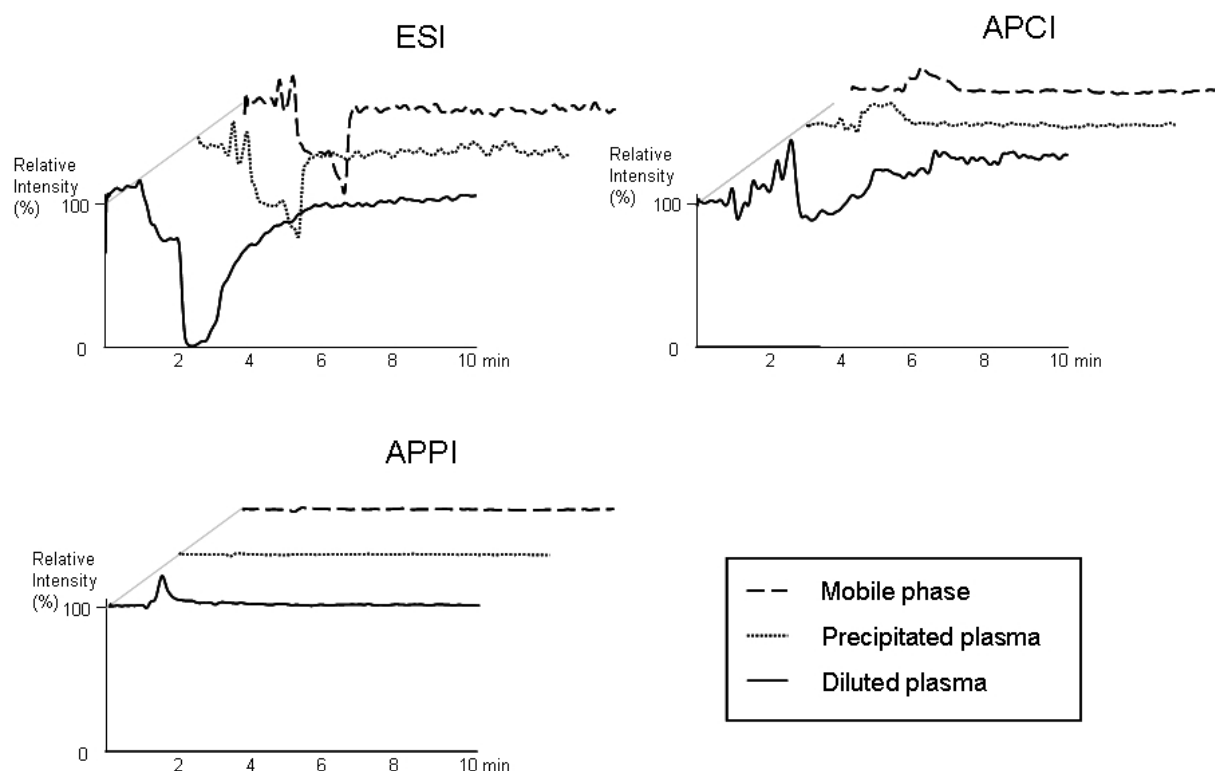 ESI
Relative
Intensity
(%)
100
0
2 4 6 8 10 min
APCI
Relative
Intensity
(%)
100
0
2 4 6 8 10 min
APPI
Relative
Intensity
(%)
100
0
2 4 6 8 10 min
Mobile phase
Precipitated plasma
Diluted plasma